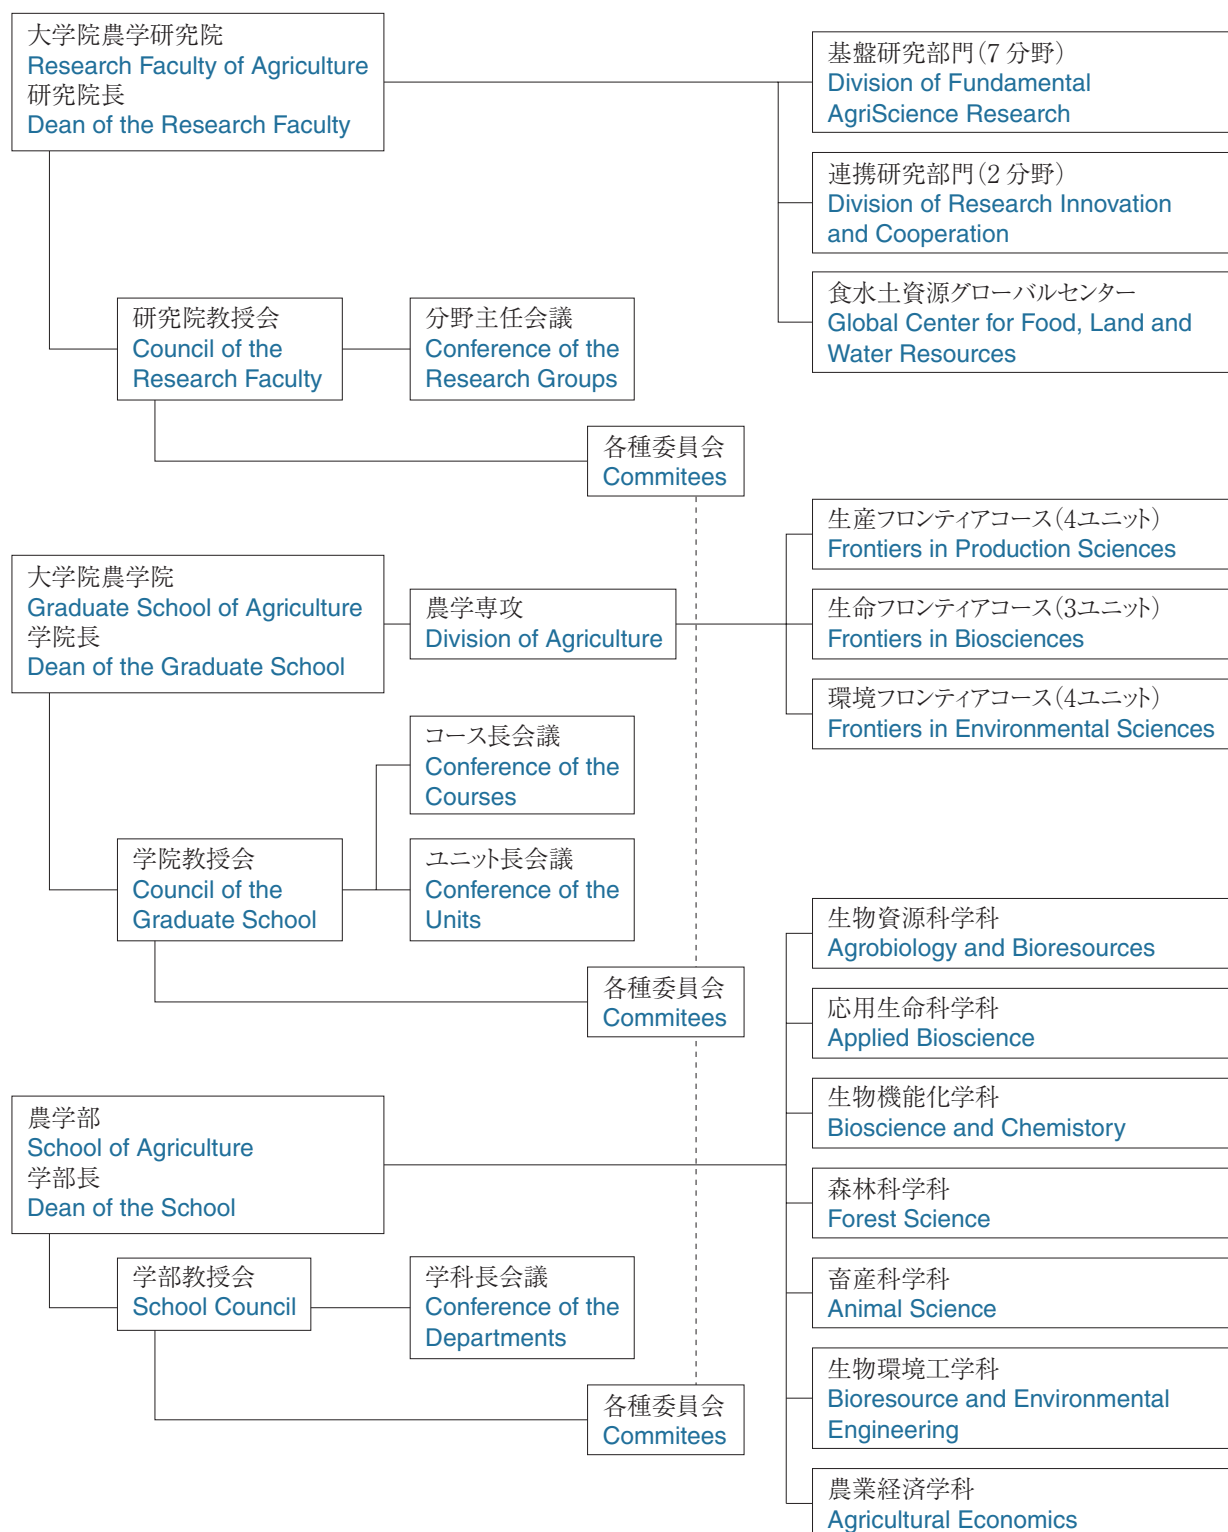 大学院農学研究院
Research Faculty of Agriculture
研究院長
Dean of the Research Faculty
基盤研究部門(7 分野)
Division of Fundamental
AgriScience Research
連携研究部門(2 分野)
Division of Research Innovation
and Cooperation
食水土資源グローバルセンター
Global Center for Food, Land and
Water Resources
研究院教授会
Council of the
Research Faculty
分野主任会議
Conference of the
Research Groups
各種委員会
Commitees
大学院農学院
Graduate School of Agriculture
学院長
Dean of the Graduate School
農学専攻
Division of Agriculture
生産フロンティアコース(4ユニット)
Frontiers in Production Sciences
生命フロンティアコース(3ユニット)
Frontiers in Biosciences
環境フロンティアコース(4ユニット)
Frontiers in Environmental Sciences
コース長会議
Conference of the
Courses
学院教授会
Council of the
Graduate School
ユニット長会議
Conference of the
Units
各種委員会
Commitees
農学部
School of Agriculture
学部長
Dean of the School
生物資源科学科
Agrobiology and Bioresources
応用生命科学科
Applied Bioscience
生物機能化学科
Bioscience and Chemistory
森林科学科
Forest Science
畜産科学科
Animal Science
生物環境工学科
Bioresource and Environmental
Engineering
農業経済学科
Agricultural Economics
学部教授会
School Council
学科長会議
Conference of the
Departments
各種委員会
Commitees